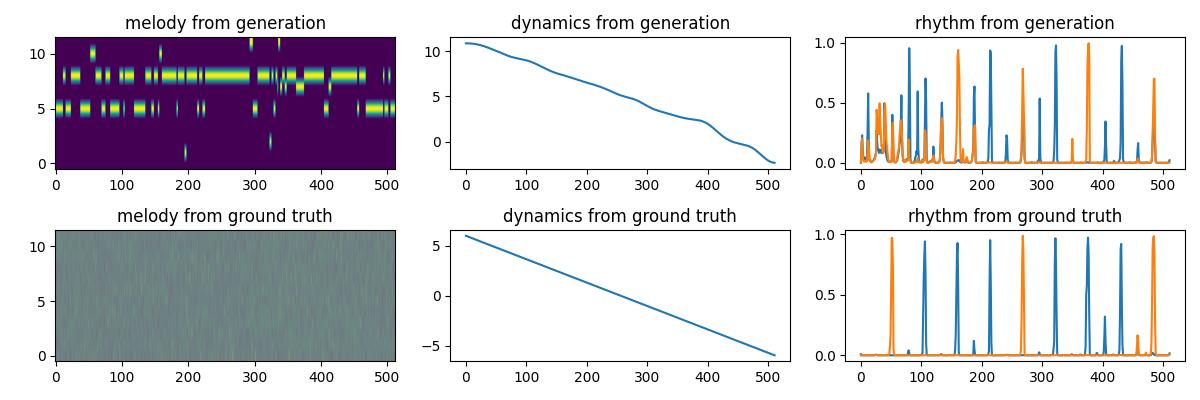 melody from generation
10
5
0
0 100 200 300 400 500
dynamics from generation
10
5
0
0 100 200 300 400 500
rhythm from generation
1.0
0.5
0.0
0 100 200 300 400 500
melody from ground truth
10
5
0
0 100 200 300 400 500
dynamics from ground truth
5
0
−5
0 100 200 300 400 500
rhythm from ground truth
1.0
0.5
0.0
0 100 200 300 400 500